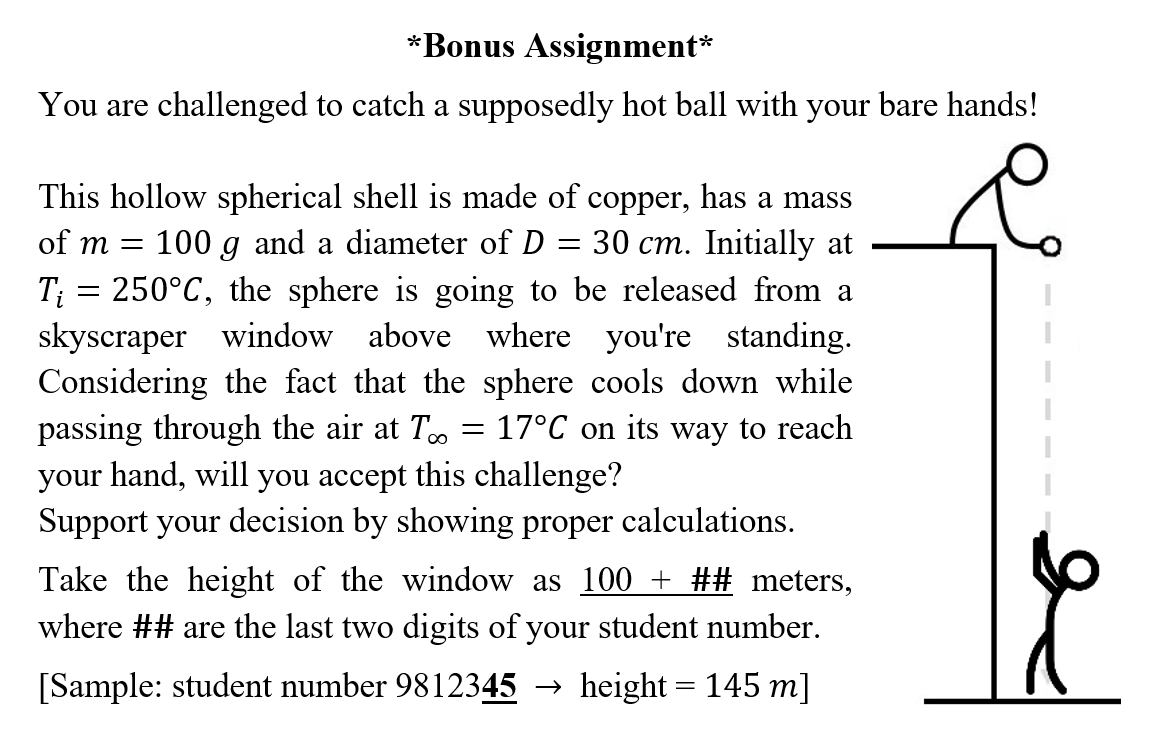 *Bonus Assignment*
You are challenged to catch a supposedly hot ball with your bare hands!
This hollow spherical shell is made of copper, has a mass
of m = 100 g and a diameter of D = 30 cm. Initially at
T_i = 250°C, the sphere is going to be released from a
skyscraper window above where you're standing.
Considering the fact that the sphere cools down while
passing through the air at T_∞ = 17°C on its way to reach
your hand, will you accept this challenge?
Support your decision by showing proper calculations.
Take the height of the window as 100 + ## meters,
where ## are the last two digits of your student number.
[Sample: student number 9812345 → height = 145 m]